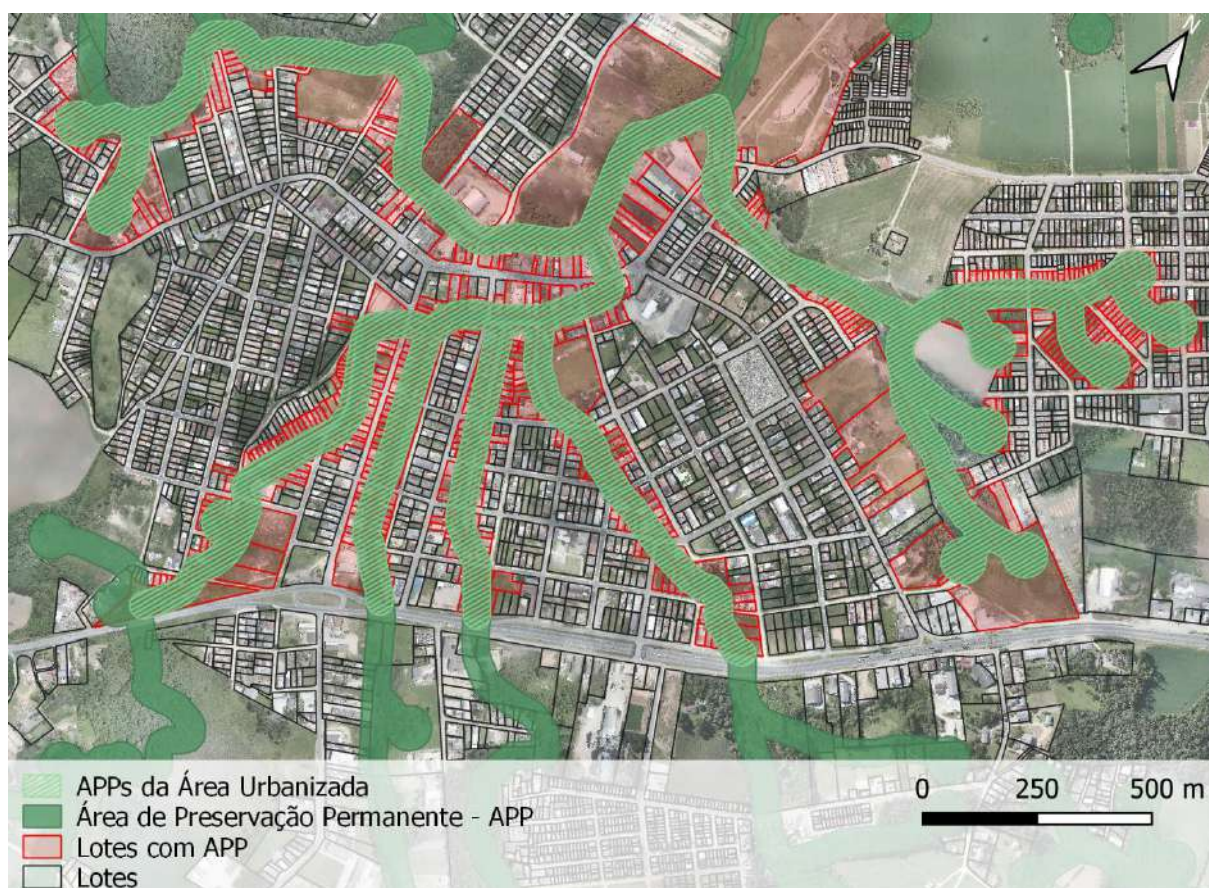 N
APPs da Área Urbanizada
Área de Preservação Permanente - APP
Lotes com APP
Lotes
0 250 500 m